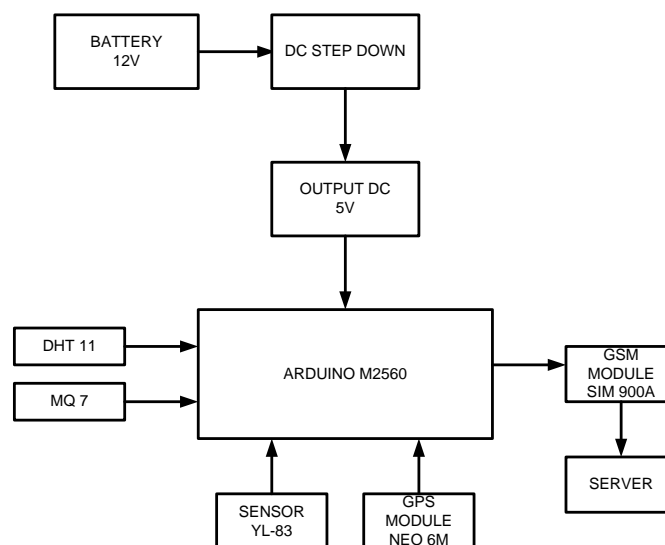 BATTERY
12V
DC STEP DOWN
OUTPUT DC
5V
DHT 11
MQ 7
ARDUINO M2560
GSM
MODULE
SIM 900A
SERVER
SENSOR
YL-83
GPS
MODULE
NEO 6M